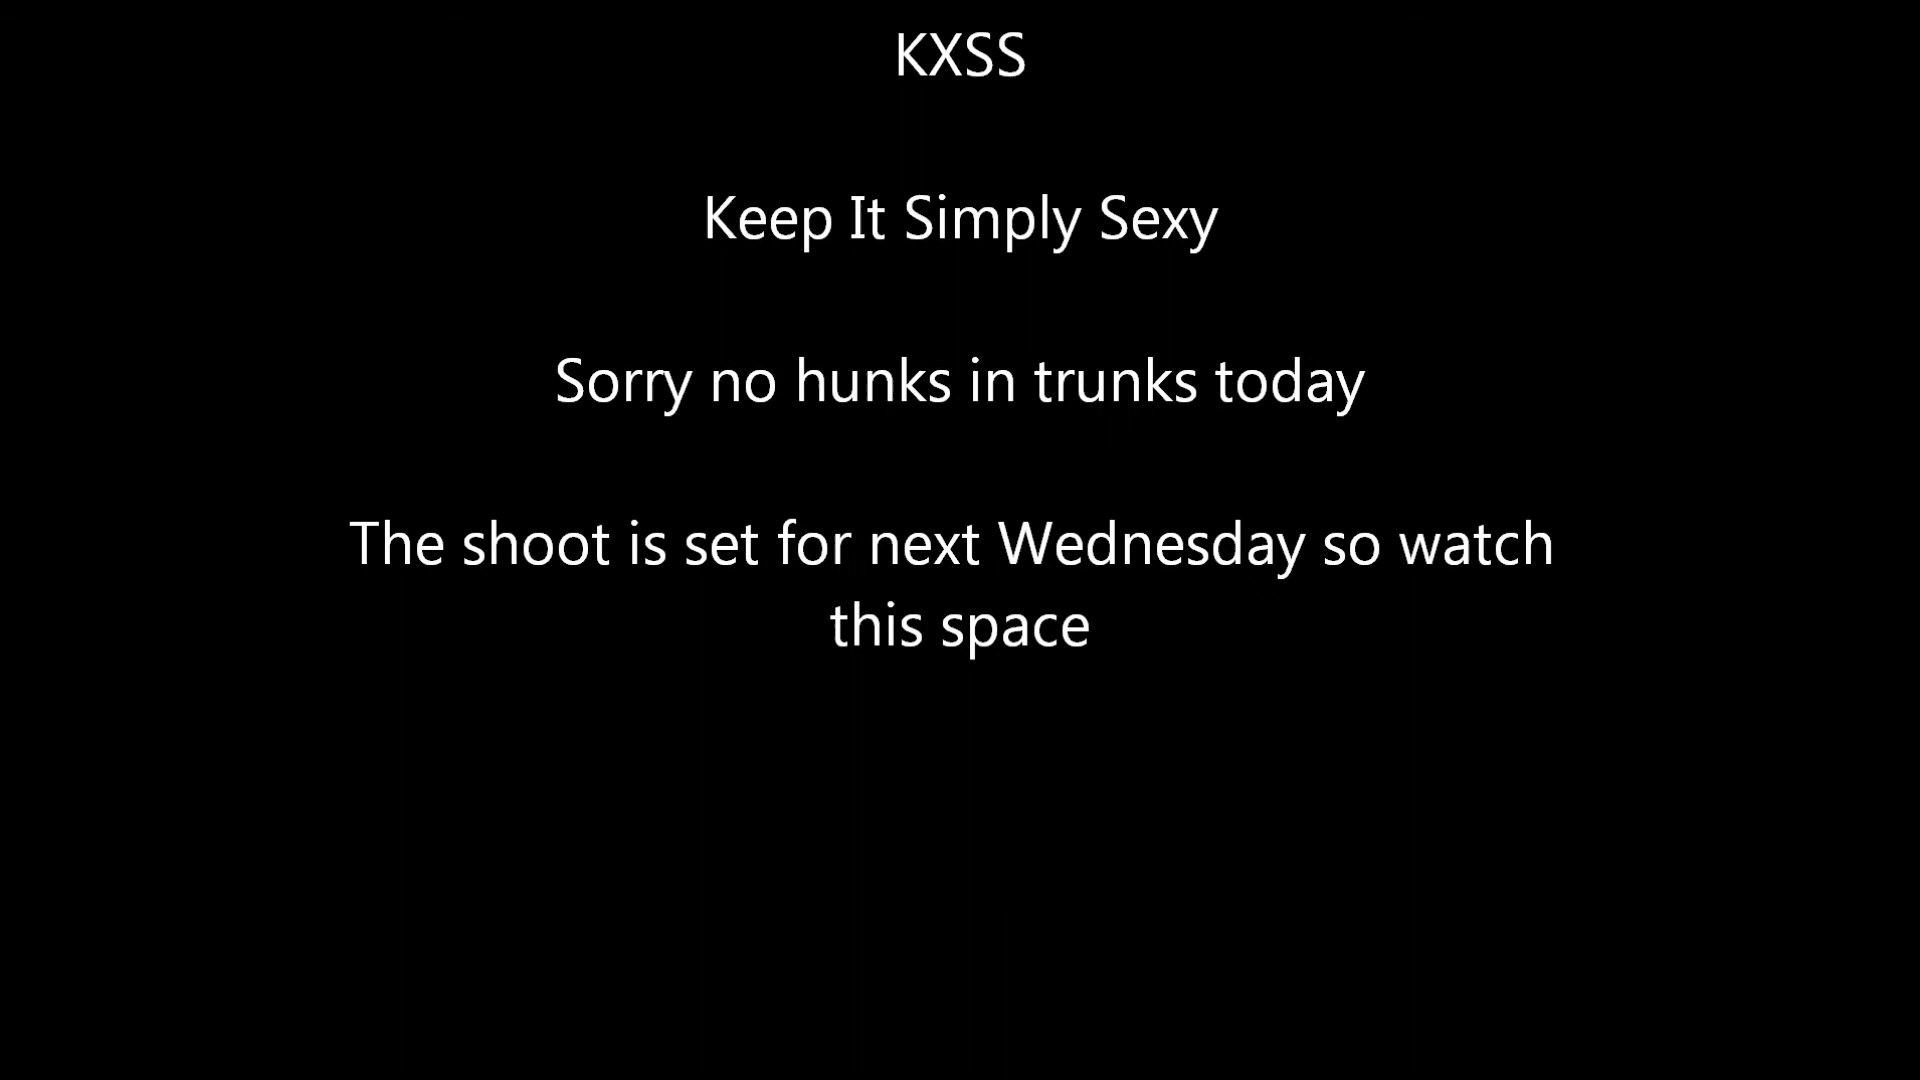 KXSS
Keep It Simply Sexy
Sorry no hunks in trunks today
The shoot is set for next Wednesday so watch
this space